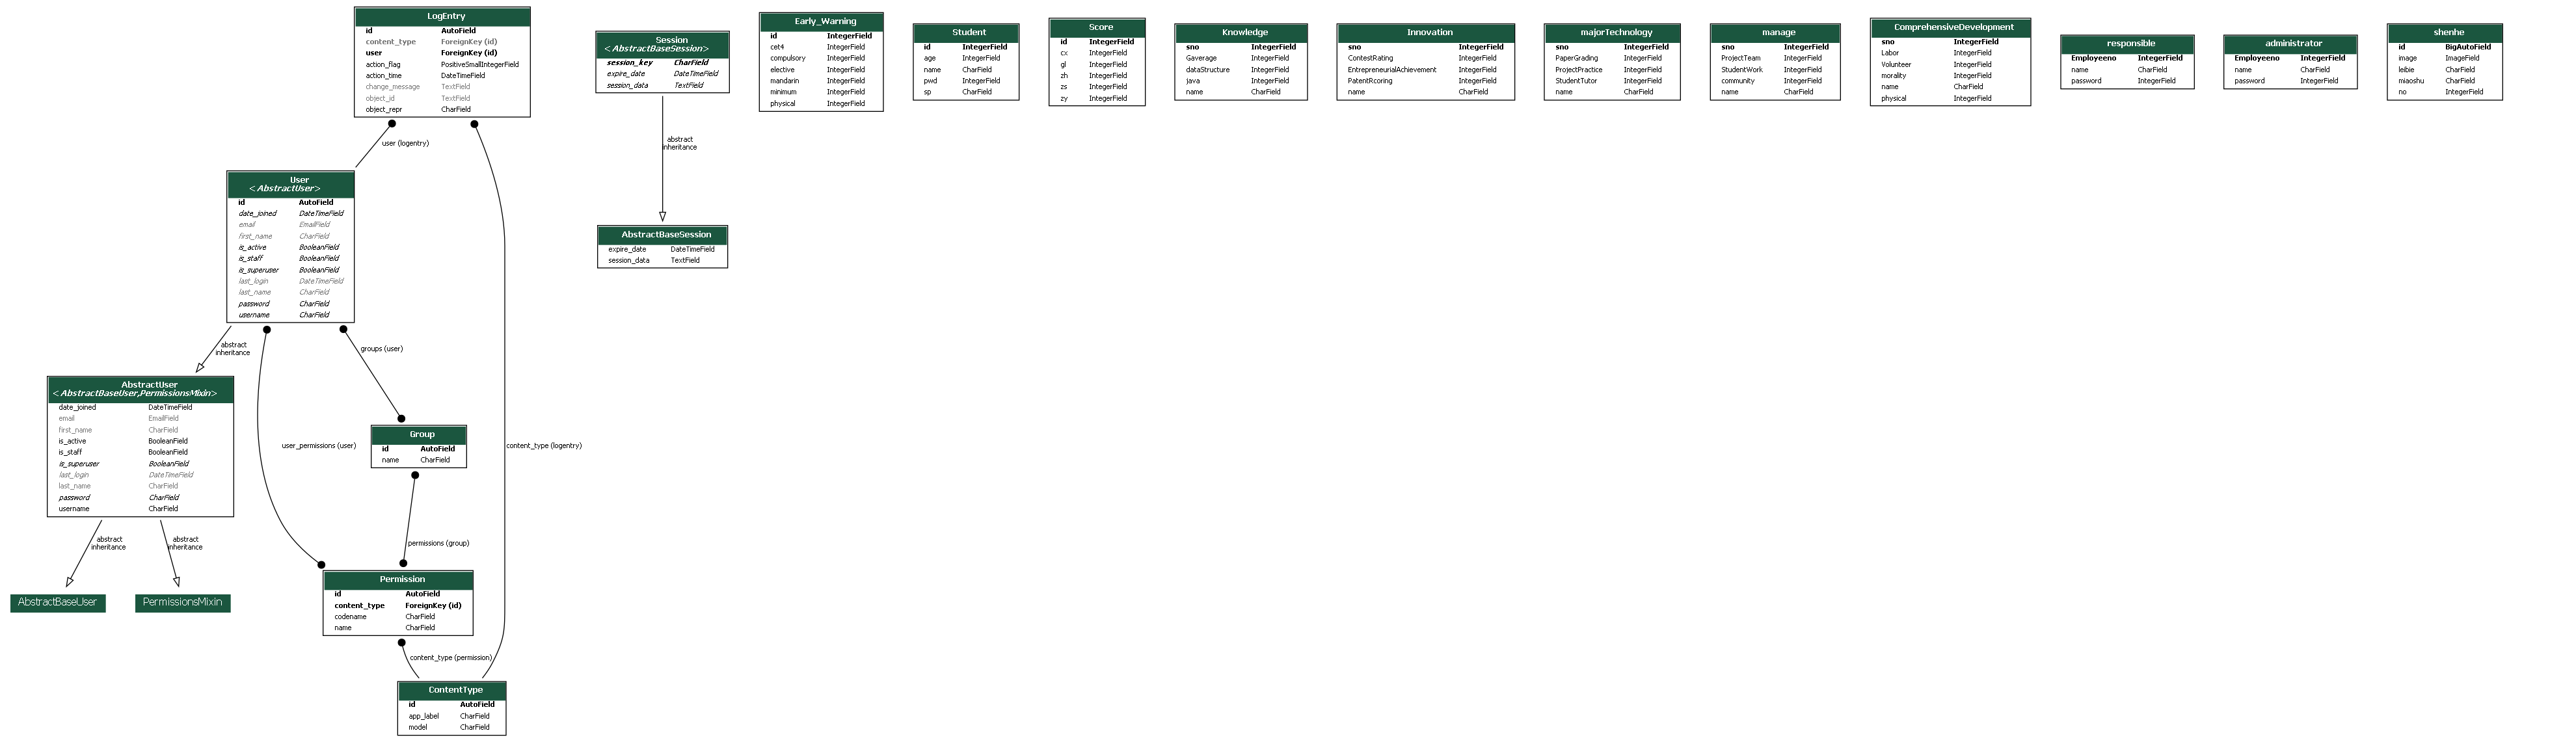 LogEntry
id AutoField
content_type ForeignKey (id)
user ForeignKey (id)
action_flag PositiveSmallIntegerField
action_time DateTimeField
change_message TextField
object_id TextField
object_repr CharField
user (logentry)
content_type (logentry)
User
<AbstractUser>
id AutoField
date_joined DateTimeField
email EmailField
first_name CharField
is_active BooleanField
is_staff BooleanField
is_superuser BooleanField
last_login DateTimeField
last_name CharField
password CharField
username CharField
abstract
inheritance
groups (user)
user_permissions (user)
AbstractUser
<AbstractBaseUser,PermissionsMixin>
date_joined DateTimeField
email EmailField
first_name CharField
is_active BooleanField
is_staff BooleanField
is_superuser BooleanField
last_login DateTimeField
last_name CharField
password CharField
username CharField
abstract
inheritance
abstract
inheritance
AbstractBaseUser
PermissionsMixin
Group
id AutoField
name CharField
permissions (group)
Permission
id AutoField
content_type ForeignKey (id)
codename CharField
name CharField
content_type (permission)
ContentType
id AutoField
app_label CharField
model CharField
Session
<AbstractBaseSession>
session_key CharField
expire_date DateTimeField
session_data TextField
abstract
inheritance
AbstractBaseSession
expire_date DateTimeField
session_data TextField
Early_Warning
id IntegerField
cet4 IntegerField
compulsory IntegerField
elective IntegerField
mandarin IntegerField
minimum IntegerField
physical IntegerField
Student
id IntegerField
age IntegerField
name CharField
pwd IntegerField
sp CharField
Score
id IntegerField
cx IntegerField
gl IntegerField
zh IntegerField
zs IntegerField
zy IntegerField
Knowledge
sno IntegerField
Gaverage IntegerField
dataStructure IntegerField
java IntegerField
name CharField
Innovation
sno IntegerField
ContestRating IntegerField
EntrepreneurialAchievement IntegerField
PatentRcoring IntegerField
name CharField
majorTechnology
sno IntegerField
PaperGrading IntegerField
ProjectPractice IntegerField
StudentTutor IntegerField
name CharField
manage
sno IntegerField
ProjectTeam IntegerField
StudentWork IntegerField
community IntegerField
name CharField
ComprehensiveDevelopment
sno IntegerField
Labor IntegerField
Volunteer IntegerField
morality IntegerField
name CharField
physical IntegerField
responsible
Employeeno IntegerField
name CharField
password IntegerField
administrator
Employeeno IntegerField
name CharField
password IntegerField
shenhe
id BigAutoField
image ImageField
leibie CharField
miaoshu CharField
no IntegerField